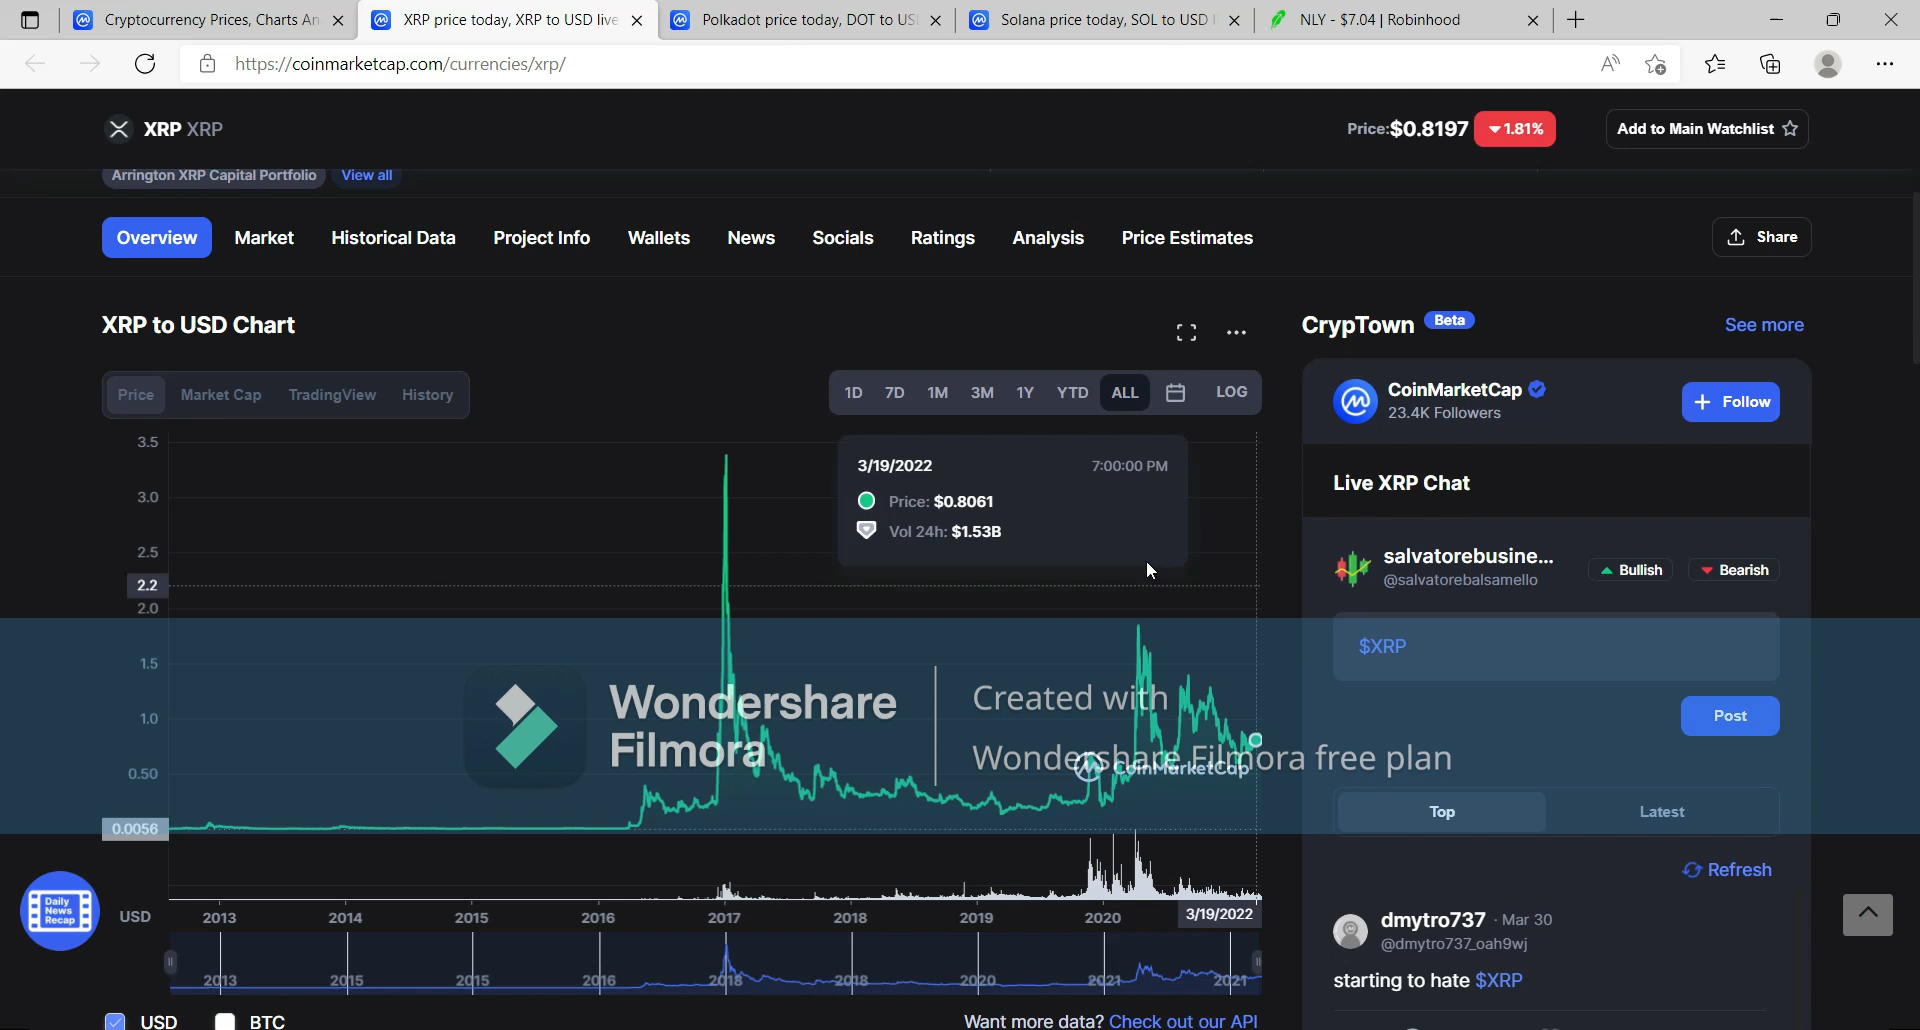 Cryptocurrency Prices, Charts An
XRP price today, XRP to USD live
Polkadot price today, DOT to US
Solana price today, SOL to USD
NLY - $7.04 | Robinhood
https://coinmarketcap.com/currencies/xrp/
XRP XRP
Price:$0.8197 1.81%
Add to Main Watchlist
Arrington XRP Capital Portfolio View all
Overview Market Historical Data Project Info Wallets News Socials Ratings Analysis Price Estimates
Share
XRP to USD Chart
CrypTown Beta
See more
Price Market Cap TradingView History
1D 7D 1M 3M 1Y YTD ALL LOG
CoinMarketCap
23.4K Followers
+ Follow
3.5
3.0
2.5
2.2
2.0
1.5
1.0
0.50
0.0056
3/19/2022 7:00:00 PM
Price: $0.8061
Vol 24h: $1.53B
Live XRP Chat
salvatorebusine...
@salvatorebalsamello
Bullish
Bearish
$XRP
Post
Wondershare
Filmora
Created with
Wondershare Filmora free plan
CoinMarketCap
Top Latest
Refresh
Daily
News
Recap
USD
2013 2014 2015 2016 2017 2018 2019 2020 3/19/2022
2013 2015 2015 2016 2018 2018 2020 2021 2021
dmytro737 · Mar 30
@dmytro737_oah9wj
starting to hate $XRP
USD BTC
Want more data? Check out our API